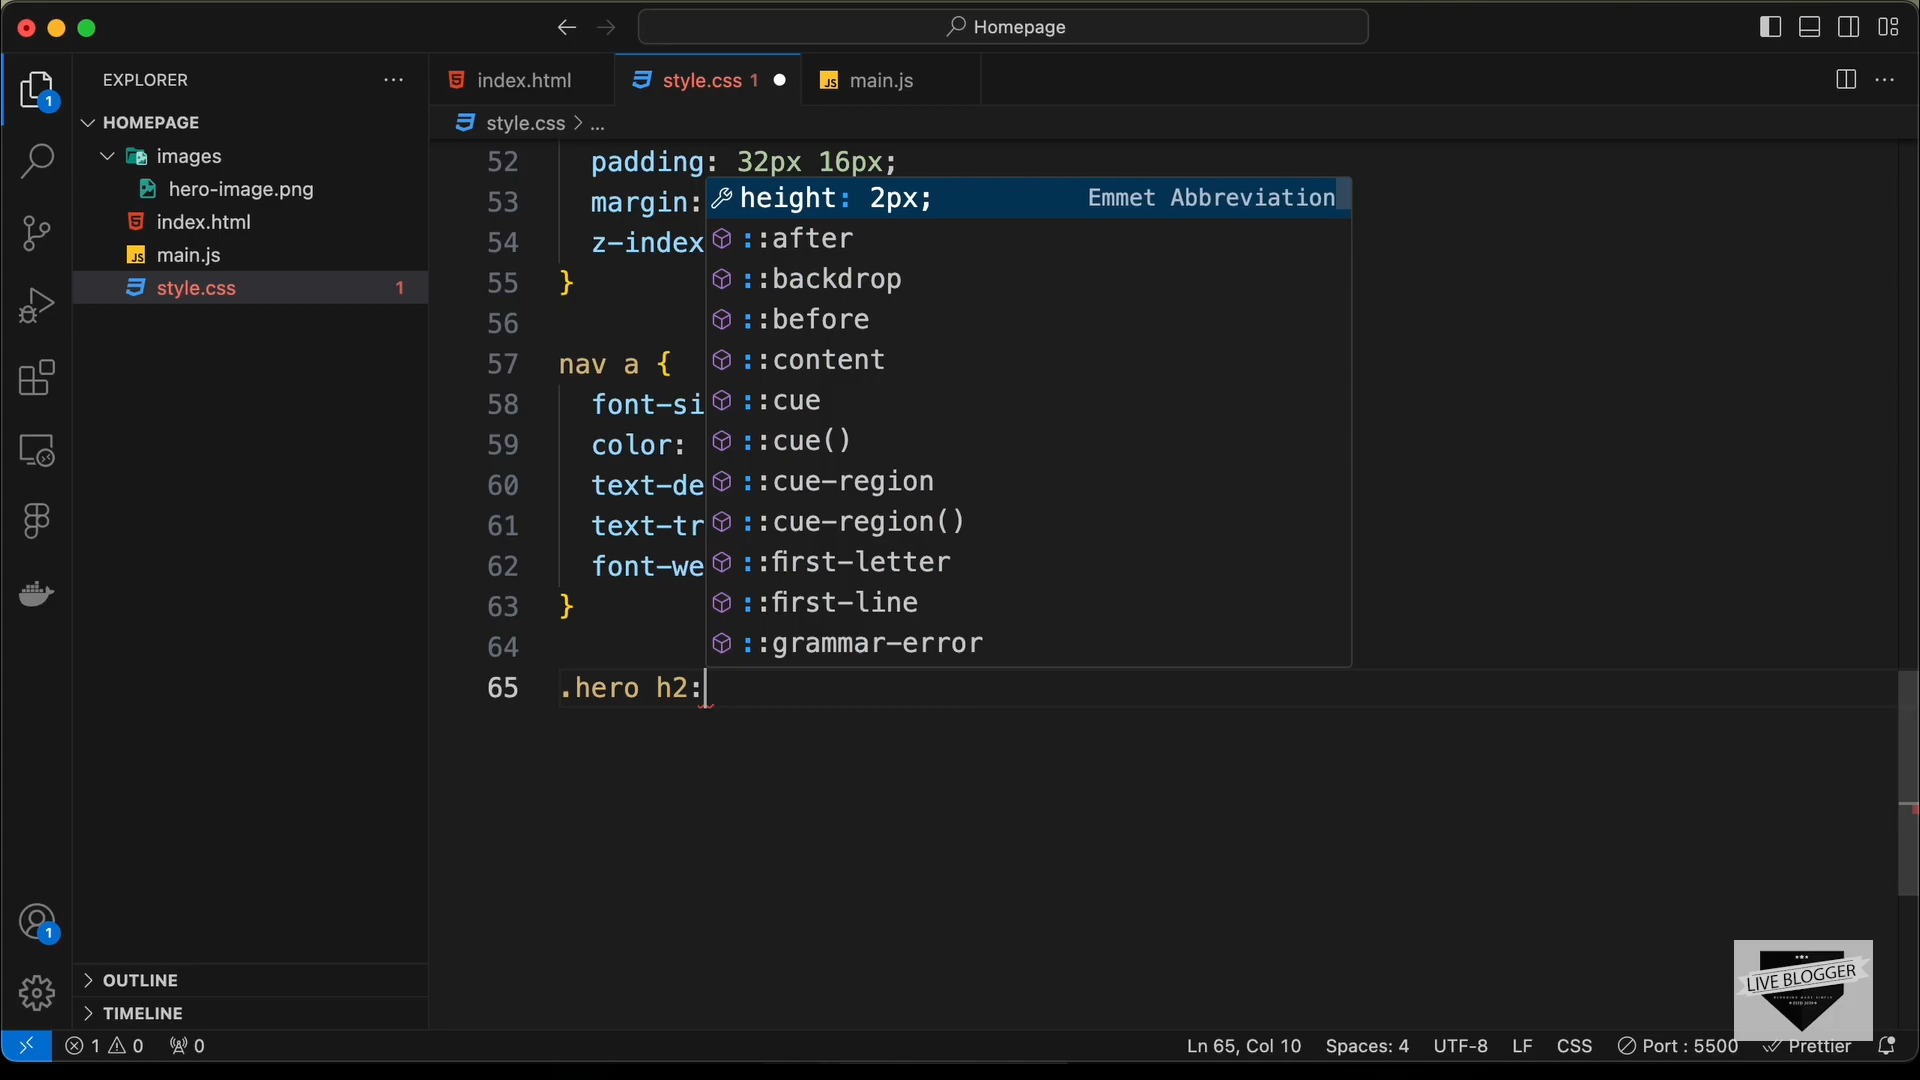 Homepage
EXPLORER
HOMEPAGE
images
hero-image.png
index.html
main.js
style.css 1
OUTLINE
TIMELINE
index.html
style.css 1
main.js
style.css > ...
52 padding: 32px 16px;
53 margin:
54 z-index
55 }
56
57 nav a {
58 font-si
59 color:
60 text-de
61 text-tr
62 font-we
63 }
64
65 .hero h2:
height: 2px; Emmet Abbreviation
::after
::backdrop
::before
::content
::cue
::cue()
::cue-region
::cue-region()
::first-letter
::first-line
::grammar-error
1
1
1 0 0
Ln 65, Col 10 Spaces: 4 UTF-8 LF CSS Port : 5500 Prettier
LIVE BLOGGER